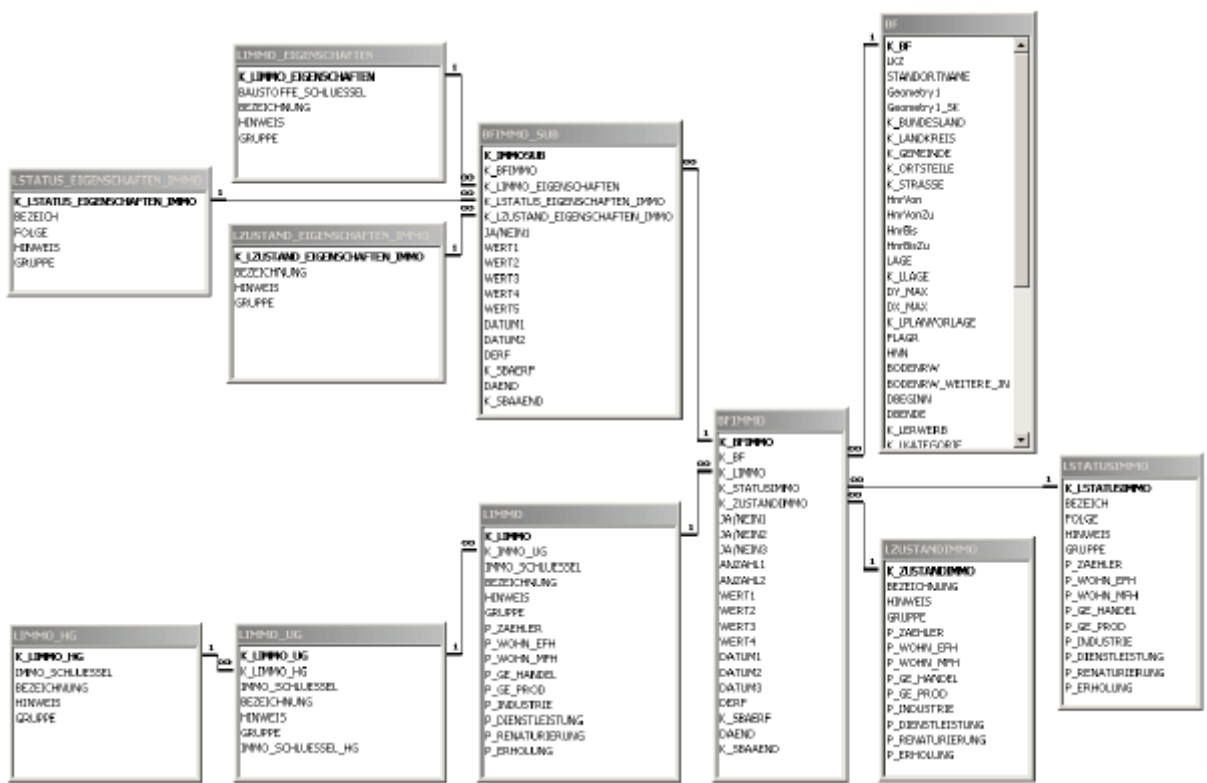 LIMMO_EIGENSCHAFTEN
K_LIMMO_EIGENSCHAFTEN
BAUSTOFFE_SCHLUESSEL
BEZEICHNUNG
HINWEIS
GRUPPE
LSTATUS_EIGENSCHAFTEN_IMMO
K_LSTATUS_EIGENSCHAFTEN_IMMO
BEZEICH
FOLGE
HINWEIS
GRUPPE
LZUSTAND_EIGENSCHAFTEN_IMMO
K_LZUSTAND_EIGENSCHAFTEN_IMMO
BEZEICHNUNG
HINWEIS
GRUPPE
BFIMMO_SUB
K_IMMOSUB
K_BFIMMO
K_LIMMO_EIGENSCHAFTEN
K_LSTATUS_EIGENSCHAFTEN_IMMO
K_LZUSTAND_EIGENSCHAFTEN_IMMO
JA/NEIN1
WERT1
WERT2
WERT3
WERT4
WERT5
DATUM1
DATUM2
DERF
K_SBAERF
DAEND
K_SBAAEND
BF
K_BF
LKZ
STANDORTNAME
Geometry1
Geometry1_SK
K_BUNDESLAND
K_LANDKREIS
K_GEMEINDE
K_ORTSTEILE
K_STRASSE
HnrVon
HnrVonZu
HnrBis
HnrBisZu
LAGE
K_LLAGE
DY_MAX
DX_MAX
K_LPLANVORLAGE
FLAGR
HNN
BODENRW
BODENRW_WEITERE_JN
DBEGINN
DBENDE
K_LERWERB
K_LKATEGORIE
BFIMMO
K_BFIMMO
K_BF
K_LIMMO
K_STATUSIMMO
K_ZUSTANDIMMO
JA/NEIN1
JA/NEIN2
JA/NEIN3
ANZAHL1
ANZAHL2
WERT1
WERT2
WERT3
WERT4
DATUM1
DATUM2
DATUM3
DERF
K_SBAERF
DAEND
K_SBAAEND
LSTATUSIMMO
K_LSTATUSIMMO
BEZEICH
FOLGE
HINWEIS
GRUPPE
P_ZAEHLER
P_WOHN_EFH
P_WOHN_MFH
P_GE_HANDEL
P_GE_PROD
P_INDUSTRIE
P_DIENSTLEISTUNG
P_RENATURIERUNG
P_ERHOLUNG
LZUSTANDIMMO
K_ZUSTANDIMMO
BEZEICHNUNG
HINWEIS
GRUPPE
P_ZAEHLER
P_WOHN_EFH
P_WOHN_MFH
P_GE_HANDEL
P_GE_PROD
P_INDUSTRIE
P_DIENSTLEISTUNG
P_RENATURIERUNG
P_ERHOLUNG
LIMMO
K_LIMMO
K_IMMO_UG
IMMO_SCHLUESSEL
BEZEICHNUNG
HINWEIS
GRUPPE
P_ZAEHLER
P_WOHN_EFH
P_WOHN_MFH
P_GE_HANDEL
P_GE_PROD
P_INDUSTRIE
P_DIENSTLEISTUNG
P_RENATURIERUNG
P_ERHOLUNG
LIMMO_HG
K_LIMMO_HG
IMMO_SCHLUESSEL
BEZEICHNUNG
HINWEIS
GRUPPE
LIMMO_UG
K_LIMMO_UG
K_LIMMO_HG
IMMO_SCHLUESSEL
BEZEICHNUNG
HINWEIS
GRUPPE
IMMO_SCHLUESSEL_HG